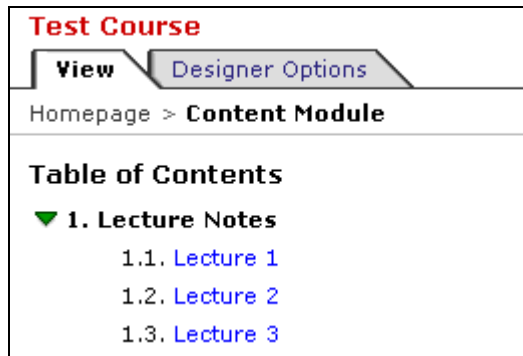 Test Course
View Designer Options
Homepage > Content Module
Table of Contents
1. Lecture Notes
1.1. Lecture 1
1.2. Lecture 2
1.3. Lecture 3